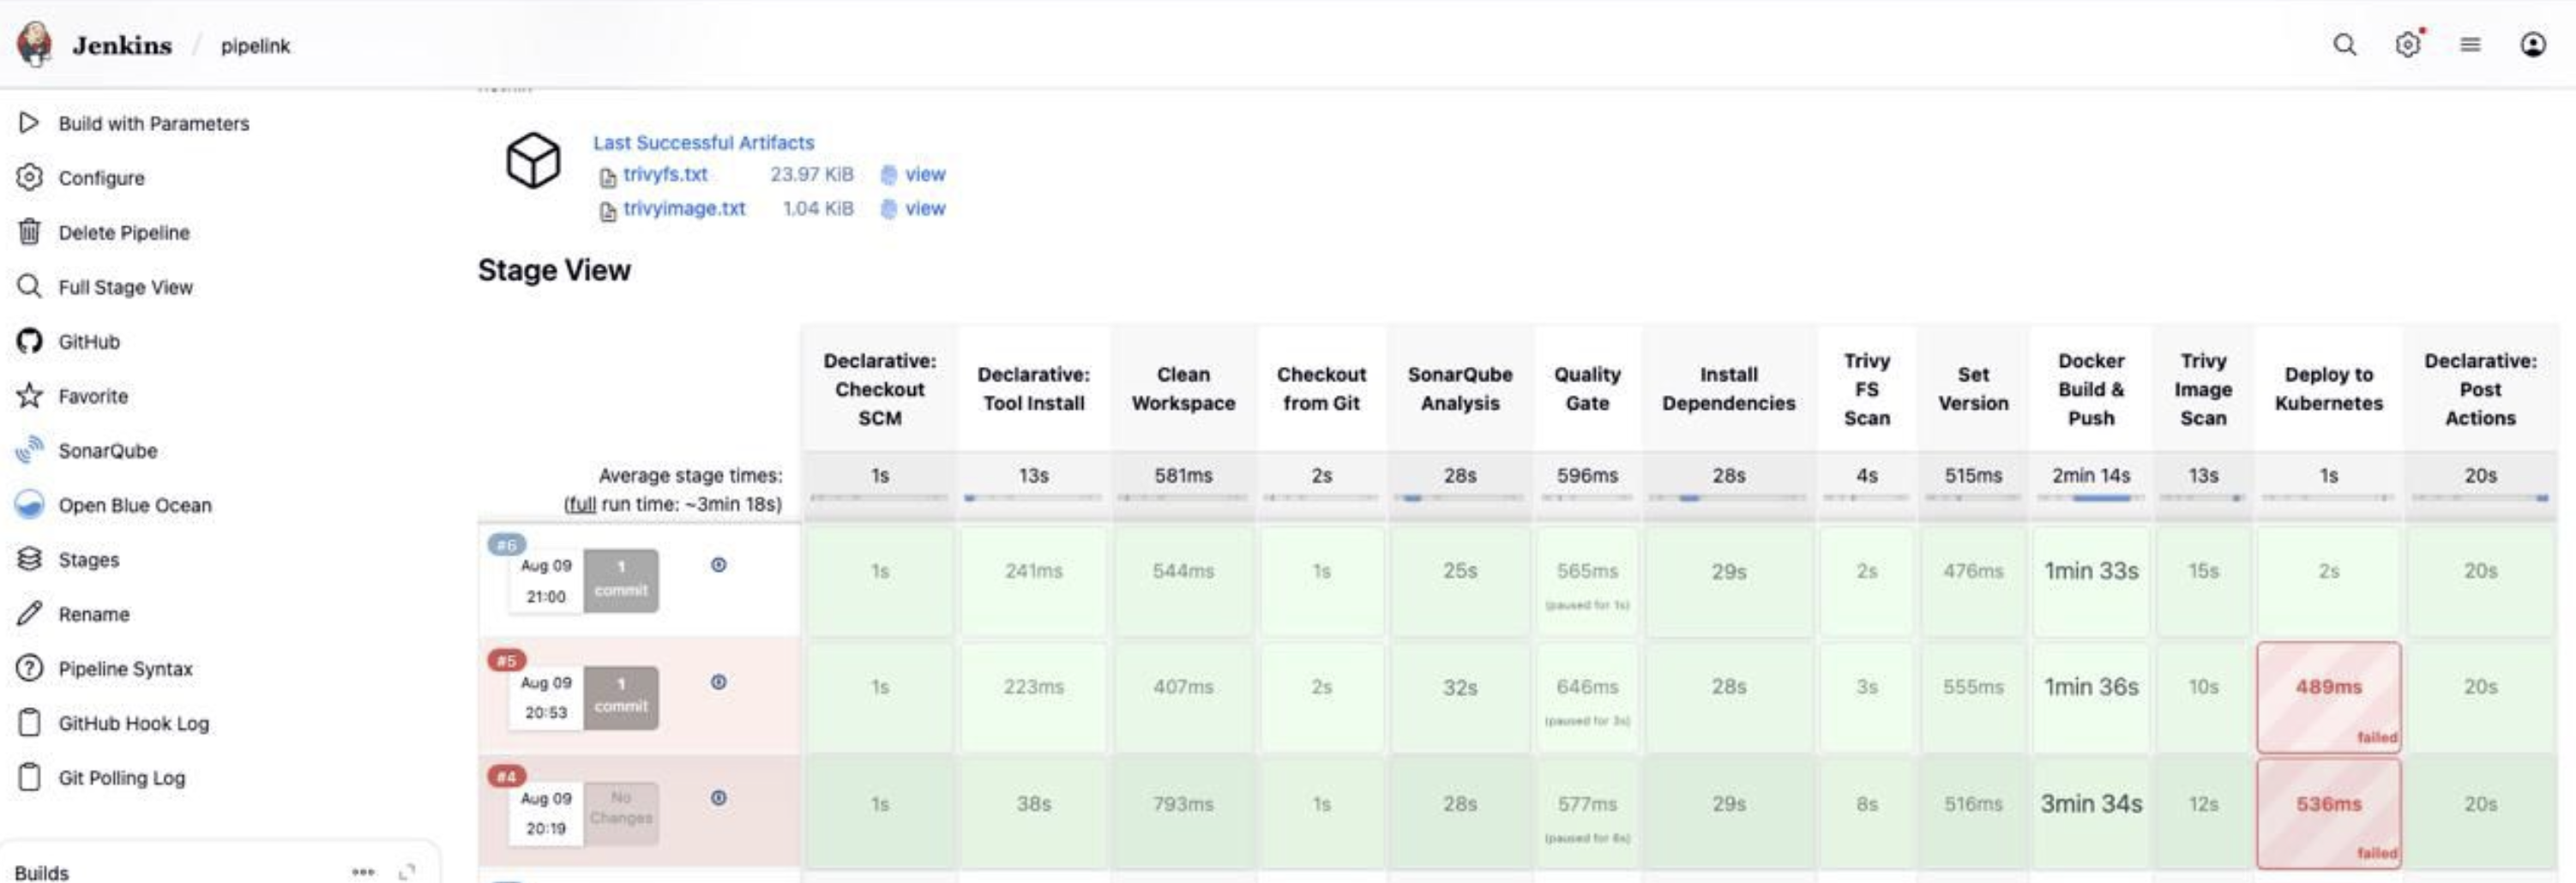 Jenkins / pipelink
Build with Parameters
Configure
Delete Pipeline
Full Stage View
GitHub
Favorite
SonarQube
Open Blue Ocean
Stages
Rename
Pipeline Syntax
GitHub Hook Log
Git Polling Log
Builds
Last Successful Artifacts
trivyfs.txt 23.97 KiB view
trivyimage.txt 1.04 KiB view
Stage View
Declarative:
Checkout
SCM
Declarative:
Tool Install
Clean
Workspace
Checkout
from Git
SonarQube
Analysis
Quality
Gate
Install
Dependencies
Trivy
FS
Scan
Set
Version
Docker
Build &
Push
Trivy
Image
Scan
Deploy to
Kubernetes
Declarative:
Post
Actions
Average stage times:
(full run time: ~3min 18s)
1s 13s 581ms 2s 28s 596ms 28s 4s 515ms 2min 14s 13s 1s 20s
#6
Aug 09
21:00
1
commit
1s 241ms 544ms 1s 25s 565ms 29s 2s 476ms 1min 33s 15s 2s 20s
(paused for 1s)
#5
Aug 09
20:53
1
commit
1s 223ms 407ms 2s 32s 646ms 28s 3s 555ms 1min 36s 10s 489ms 20s
(paused for 3s)
failed
#4
Aug 09
20:19
No
Changes
1s 38s 793ms 1s 28s 577ms 29s 8s 516ms 3min 34s 12s 536ms 20s
(paused for 6s)
failed